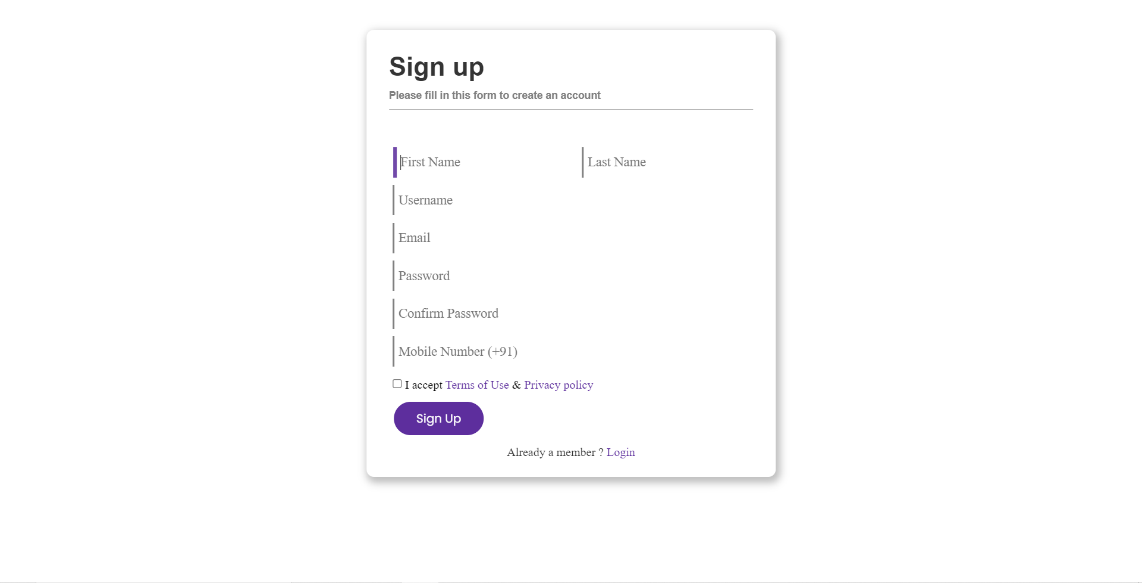 Sign up
Please fill in this form to create an account
First Name Last Name
Username
Email
Password
Confirm Password
Mobile Number (+91)
I accept Terms of Use & Privacy policy
Sign Up
Already a member ? Login